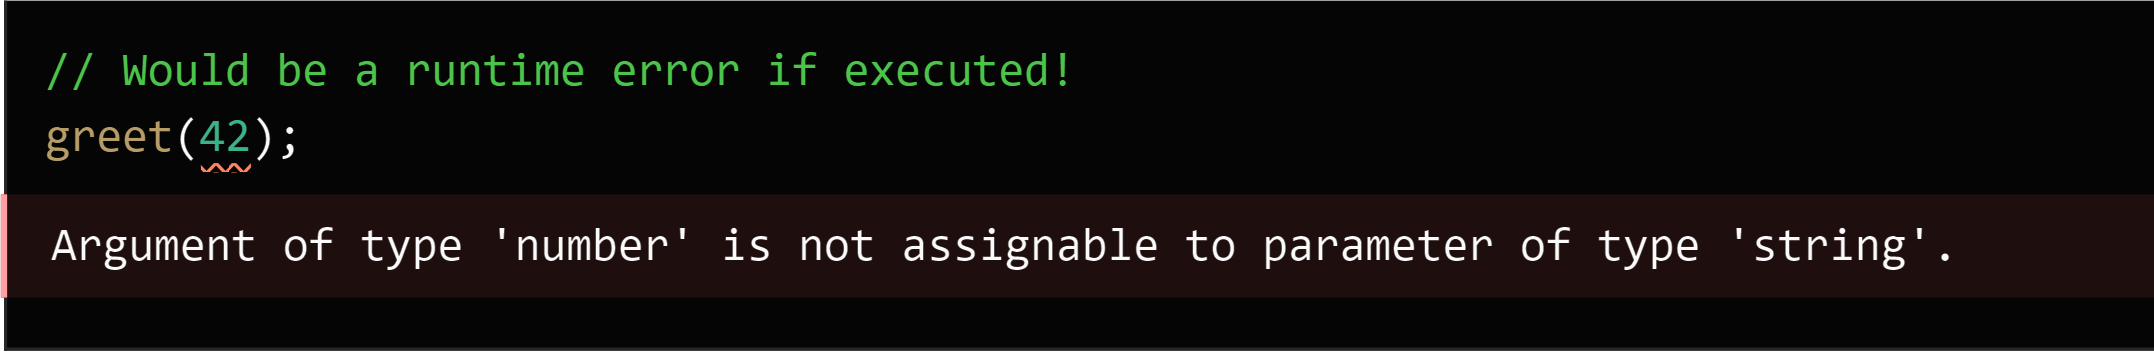 // Would be a runtime error if executed!
greet(42);
Argument of type 'number' is not assignable to parameter of type 'string'.